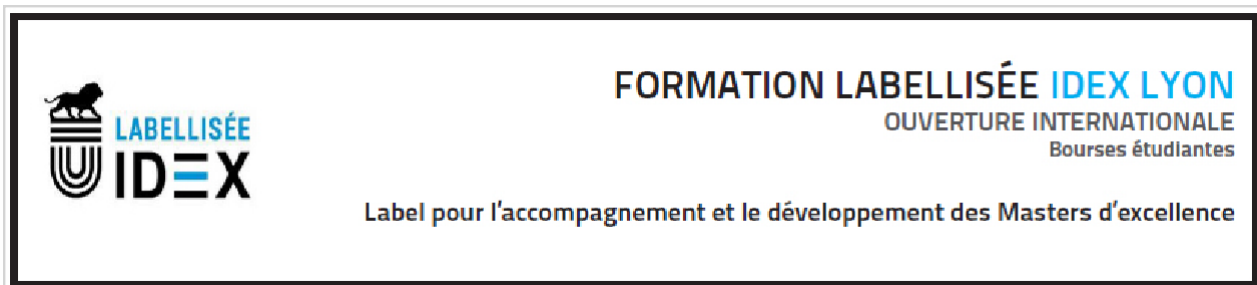 LABELLISÉE
IDEX
FORMATION LABELLISÉE IDEX LYON
OUVERTURE INTERNATIONALE
Bourses étudiantes
Label pour l'accompagnement et le développement des Masters d'excellence